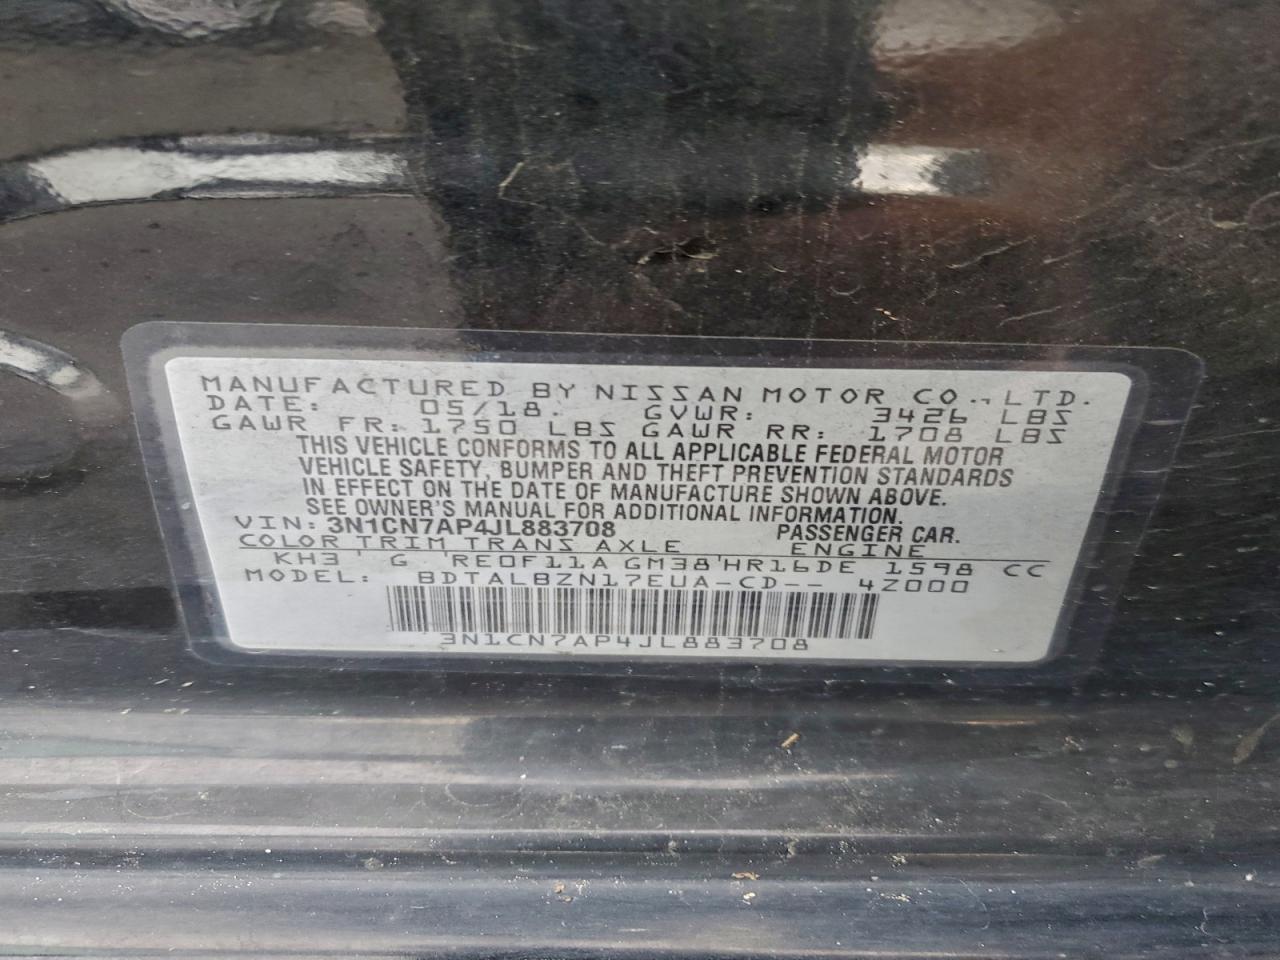 MANUFACTURED BY NISSAN MOTOR CO., LTD.
DATE: 05/18. GVWR: 3426 LBS
GAWR FR: 1750 LBS GAWR RR: 1708 LBS
THIS VEHICLE CONFORMS TO ALL APPLICABLE FEDERAL MOTOR
VEHICLE SAFETY, BUMPER AND THEFT PREVENTION STANDARDS
IN EFFECT ON THE DATE OF MANUFACTURE SHOWN ABOVE.
SEE OWNER'S MANUAL FOR ADDITIONAL INFORMATION.
VIN: 3N1CN7AP4JL883708 PASSENGER CAR.
COLOR TRIM TRANS AXLE ENGINE
KH3 ' G 'RE0F11A GM38'HR16DE 1598 CC
MODEL: BDTALBZN17EUA-CD-- 4Z000
3N1CN7AP4JL883708